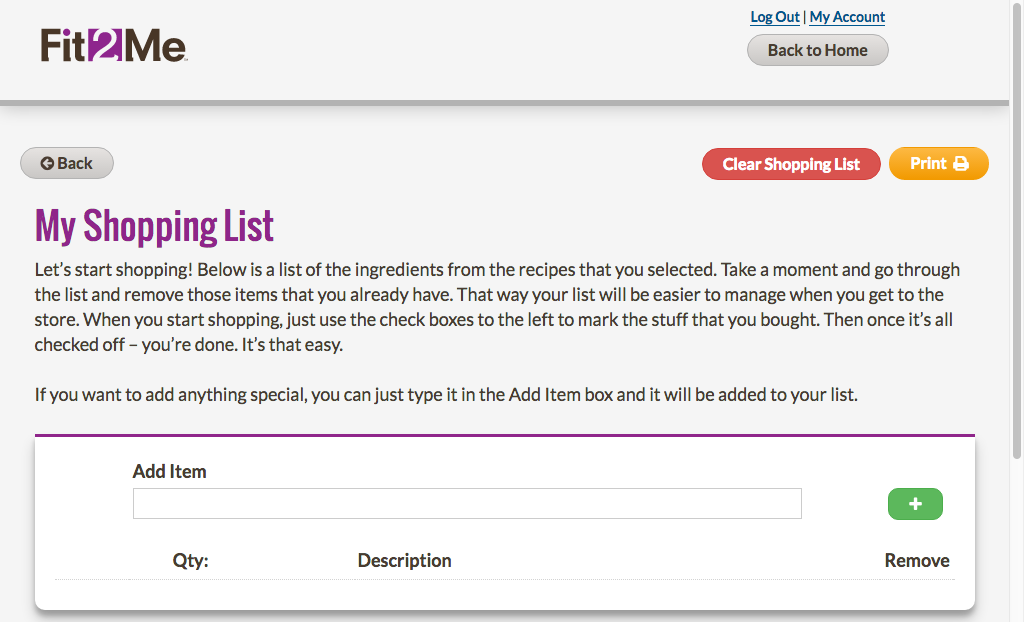 Log Out | My Account
Fit2Me
Back to Home
Back
Clear Shopping List
Print
My Shopping List
Let's start shopping! Below is a list of the ingredients from the recipes that you selected. Take a moment and go through
the list and remove those items that you already have. That way your list will be easier to manage when you get to the
store. When you start shopping, just use the check boxes to the left to mark the stuff that you bought. Then once it's all
checked off – you're done. It's that easy.
If you want to add anything special, you can just type it in the Add Item box and it will be added to your list.
Add Item
+
Qty: Description Remove